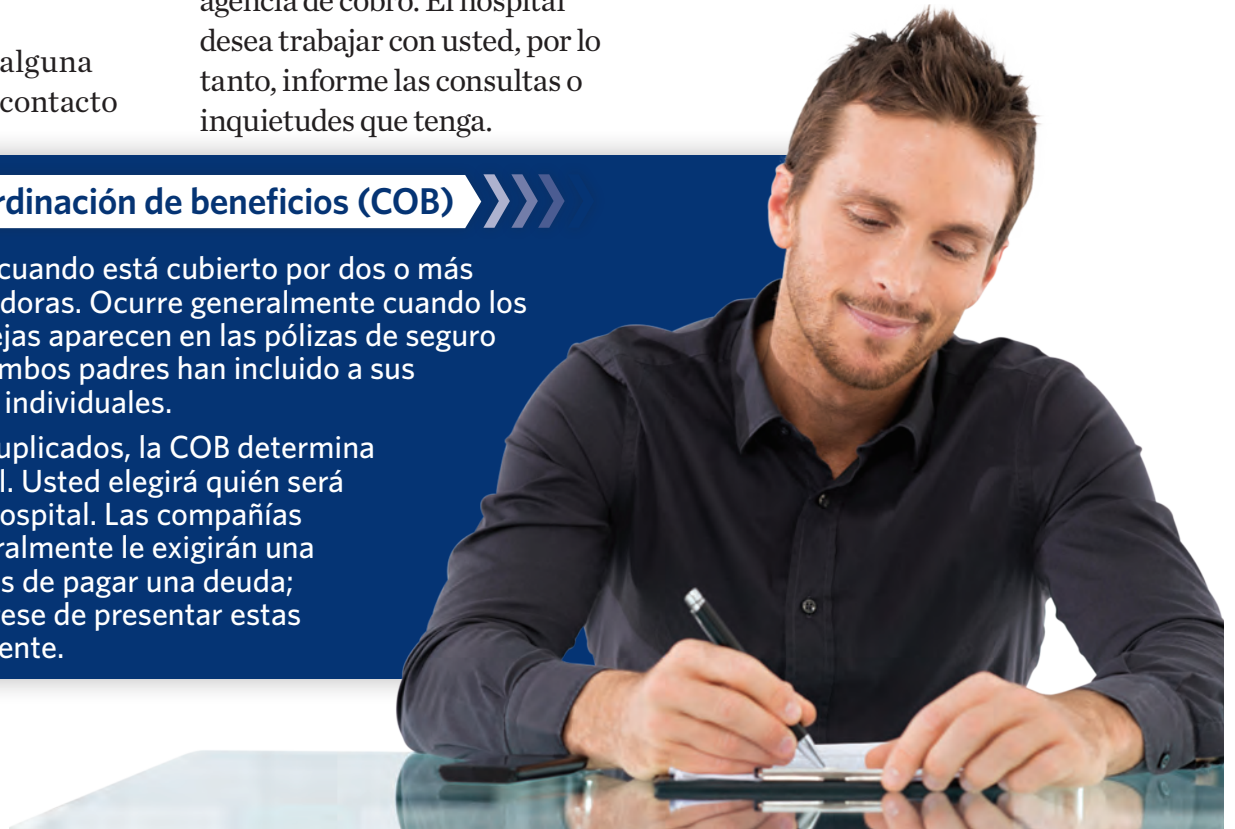 alguna
contacto
agencia de cobro. El hospital
desea trabajar con usted, por lo
tanto, informe las consultas o
inquietudes que tenga.
rdinación de beneficios (COB)
cuando está cubierto por dos o más
doras. Ocurre generalmente cuando los
ejas aparecen en las pólizas de seguro
mbos padres han incluido a sus
individuales.
uplicados, la COB determina
l. Usted elegirá quién será
ospital. Las compañías
ralmente le exigirán una
s de pagar una deuda;
ese de presentar estas
ente.